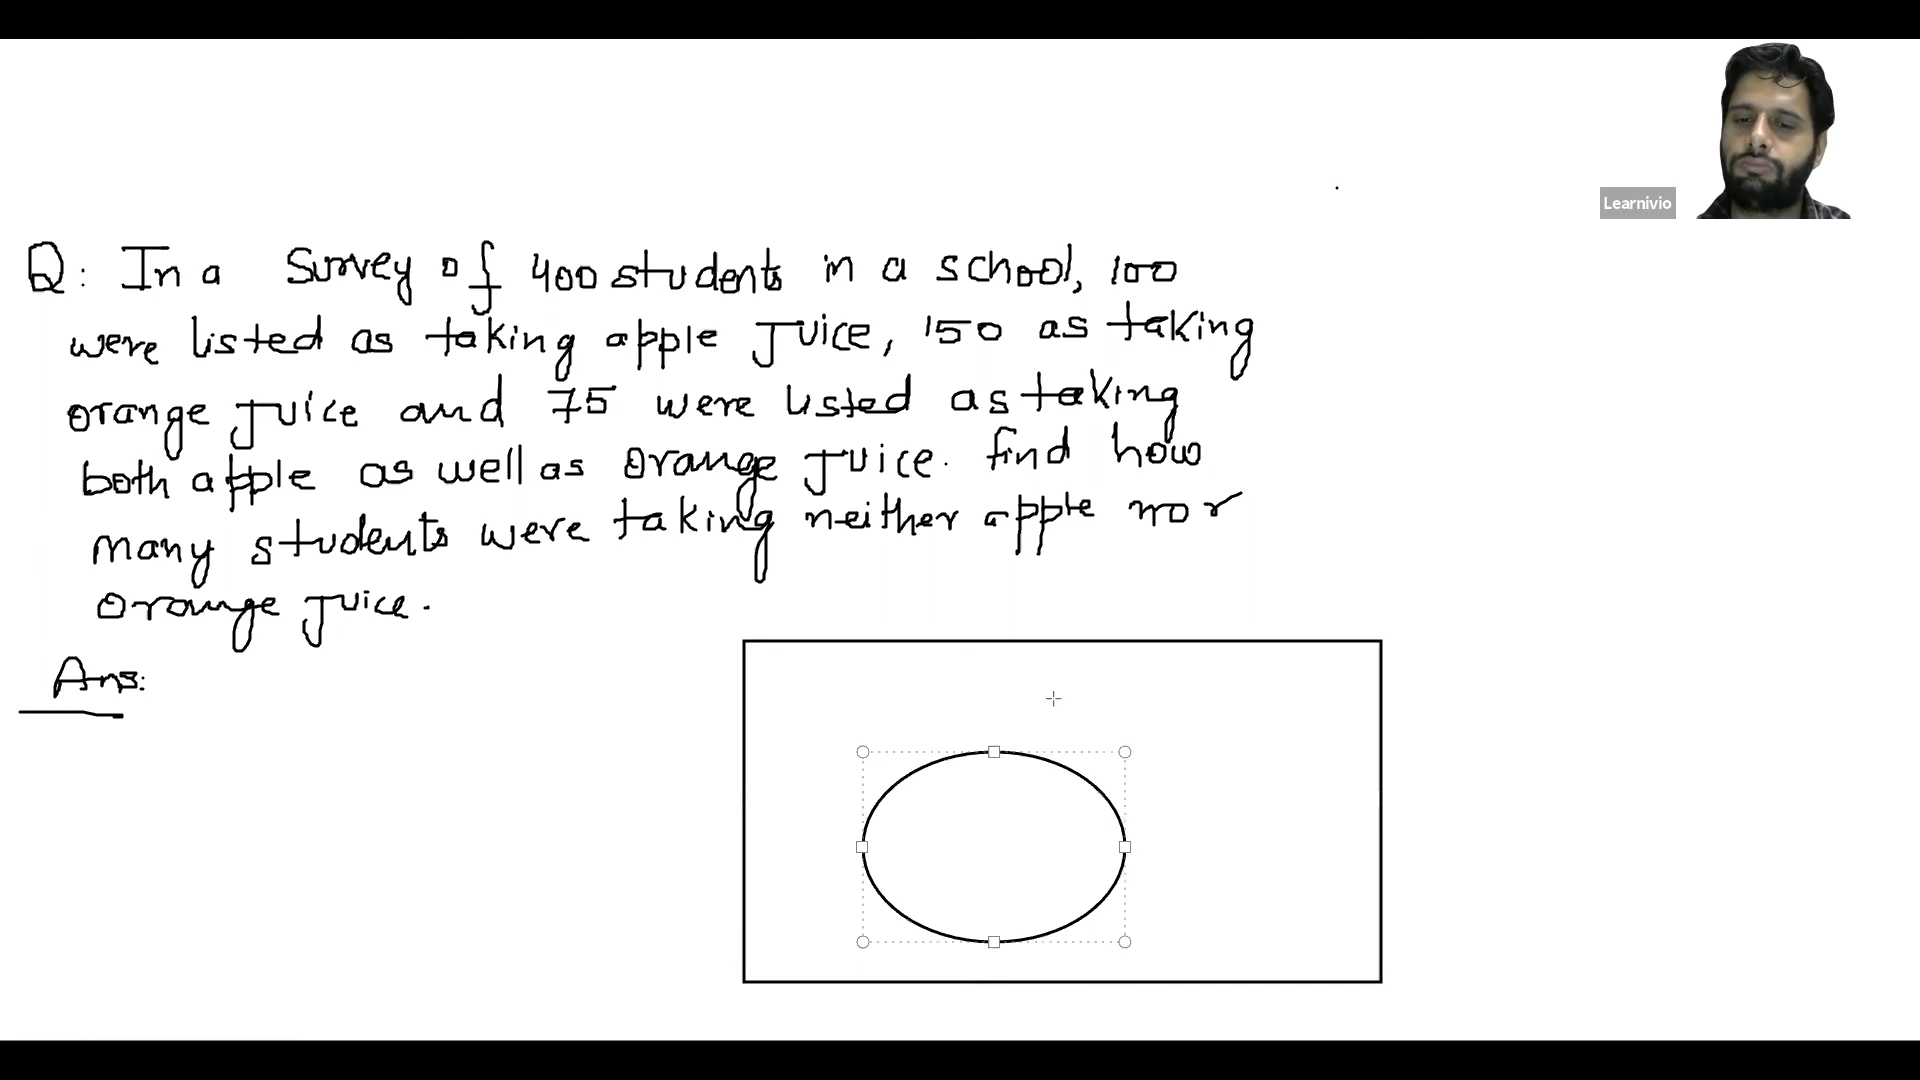 Learnivio
Q: In a survey of 400 students in a school, 100
were listed as taking apple juice, 150 as taking
orange juice and 75 were listed as taking
both apple as well as orange juice. find how
many students were taking neither apple nor
orange juice.
Ans: